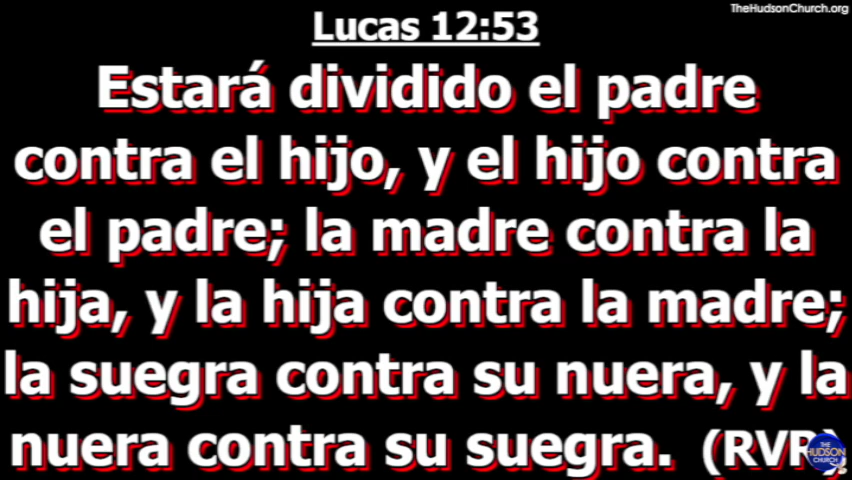 TheHudsonChurch.org
Lucas 12:53
Estará dividido el padre
contra el hijo, y el hijo contra
el padre; la madre contra la
hija, y la hija contra la madre;
la suegra contra su nuera, y la
nuera contra su suegra. (RVR)
THE
HUDSON
CHURCH